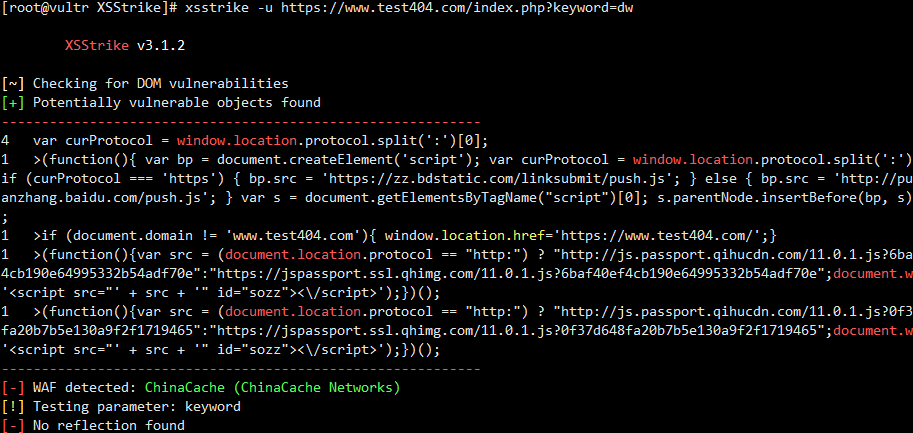 [root@vultr XSStrike]# xsstrike -u https://www.test404.com/index.php?keyword=dw
XSStrike v3.1.2
[~] Checking for DOM vulnerabilities
[+] Potentially vulnerable objects found
------------------------------------------------------------
4 var curProtocol = window.location.protocol.split(':')[0];
1 >(function(){ var bp = document.createElement('script'); var curProtocol = window.location.protocol.split(':')
if (curProtocol === 'https') { bp.src = 'https://zz.bdstatic.com/linksubmit/push.js'; } else { bp.src = 'http://pu
anzhang.baidu.com/push.js'; } var s = document.getElementsByTagName("script")[0]; s.parentNode.insertBefore(bp, s)
;
1 >if (document.domain != 'www.test404.com'){ window.location.href='https://www.test404.com/';}
1 >(function(){var src = (document.location.protocol == "http:") ? "http://js.passport.qihucdn.com/11.0.1.js?6ba
4cb190e64995332b54adf70e":"https://jspassport.ssl.qhimg.com/11.0.1.js?6baf40ef4cb190e64995332b54adf70e";document.w
'<script src="' + src + '" id="sozz"><\/script>');})();
1 >(function(){var src = (document.location.protocol == "http:") ? "http://js.passport.qihucdn.com/11.0.1.js?0f3
fa20b7b5e130a9f2f1719465":"https://jspassport.ssl.qhimg.com/11.0.1.js?0f37d648fa20b7b5e130a9f2f1719465";document.w
'<script src="' + src + '" id="sozz"><\/script>');})();
------------------------------------------------------------
[-] WAF detected: ChinaCache (ChinaCache Networks)
[!] Testing parameter: keyword
[-] No reflection found